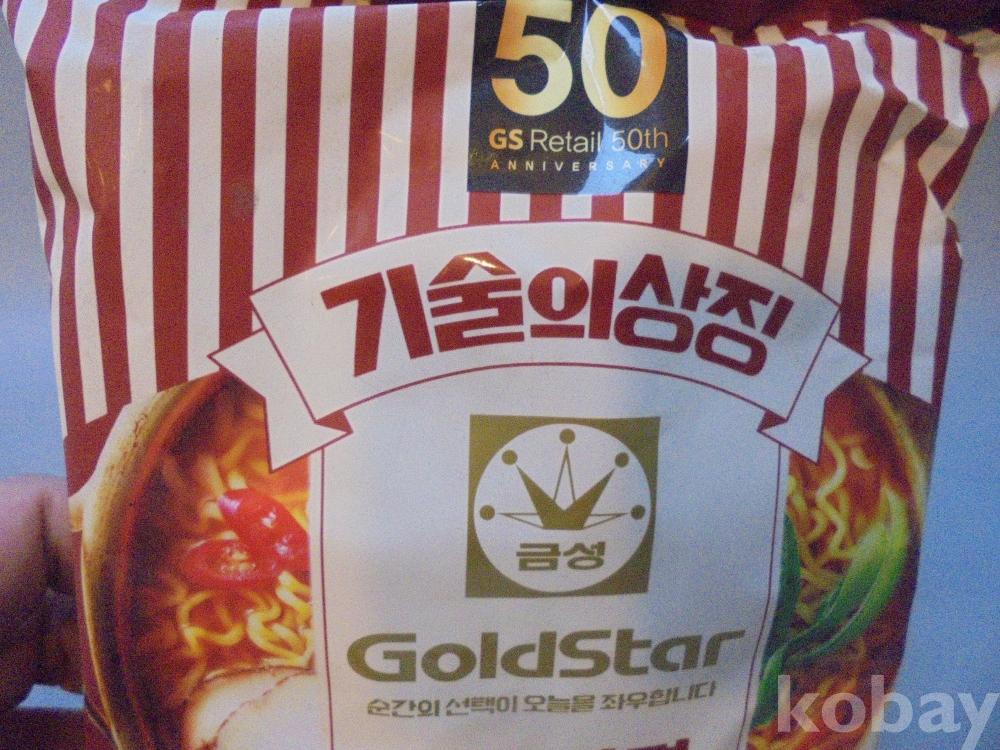 50
GS Retail 50th
ANNIVERSARY
기술의상징
금성
GoldStar
순간의 선택이 오늘을 좌우합니다
kobay